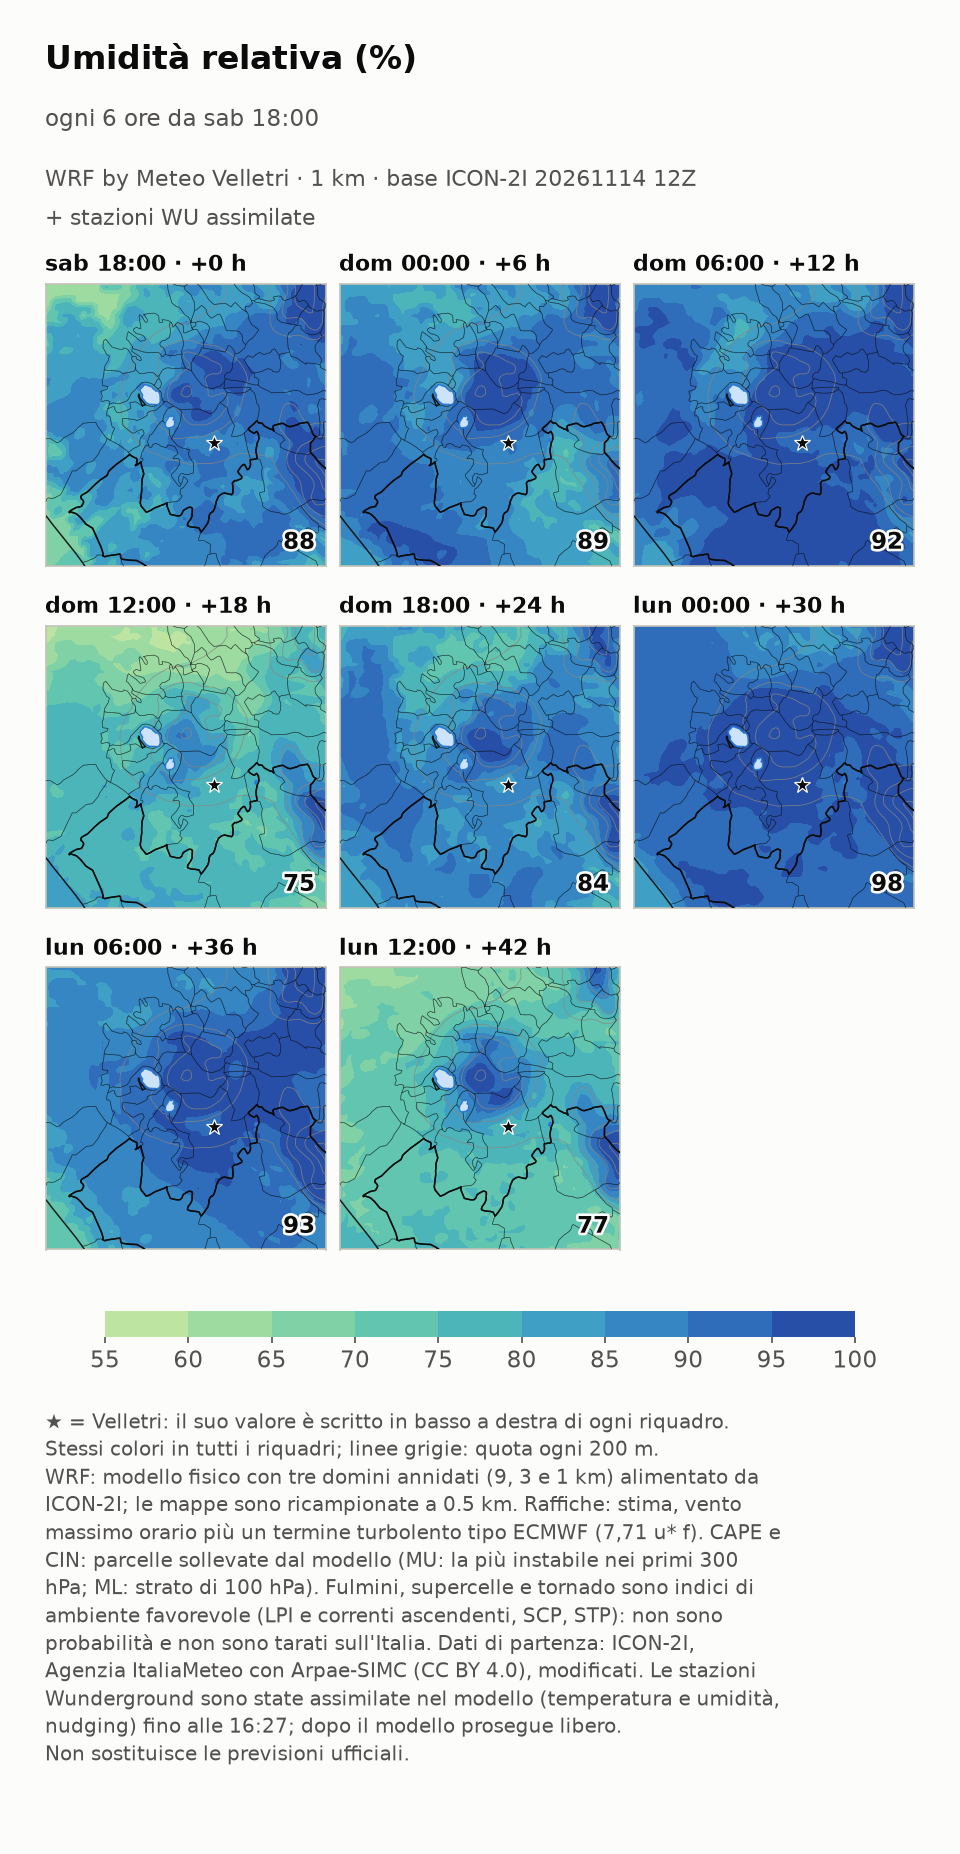 Umidità relativa (%)
ogni 6 ore da sab 18:00
WRF by Meteo Velletri · 1 km · base ICON-2I 20261114 12Z
+ stazioni WU assimilate
sab 18:00 · +0 h
dom 00:00 · +6 h
dom 06:00 · +12 h
88
89
92
dom 12:00 · +18 h
dom 18:00 · +24 h
lun 00:00 · +30 h
75
84
98
lun 06:00 · +36 h
lun 12:00 · +42 h
93
77
55 60 65 70 75 80 85 90 95 100
★ = Velletri: il suo valore è scritto in basso a destra di ogni riquadro.
Stessi colori in tutti i riquadri; linee grigie: quota ogni 200 m.
WRF: modello fisico con tre domini annidati (9, 3 e 1 km) alimentato da
ICON-2I; le mappe sono ricampionate a 0.5 km. Raffiche: stima, vento
massimo orario più un termine turbolento tipo ECMWF (7,71 u* f). CAPE e
CIN: parcelle sollevate dal modello (MU: la più instabile nei primi 300
hPa; ML: strato di 100 hPa). Fulmini, supercelle e tornado sono indici di
ambiente favorevole (LPI e correnti ascendenti, SCP, STP): non sono
probabilità e non sono tarati sull'Italia. Dati di partenza: ICON-2I,
Agenzia ItaliaMeteo con Arpae-SIMC (CC BY 4.0), modificati. Le stazioni
Wunderground sono state assimilate nel modello (temperatura e umidità,
nudging) fino alle 16:27; dopo il modello prosegue libero.
Non sostituisce le previsioni ufficiali.